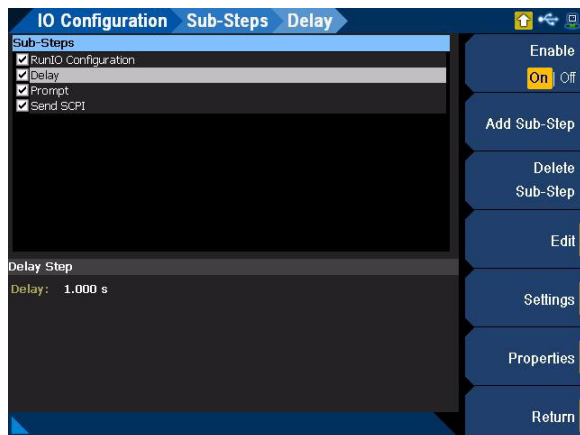 IO Configuration Sub-Steps Delay
Sub-Steps
RunIO Configuration
Delay
Prompt
Send SCPI
Delay Step
Delay: 1.000 s
Enable
On | Off
Add Sub-Step
Delete
Sub-Step
Edit
Settings
Properties
Return